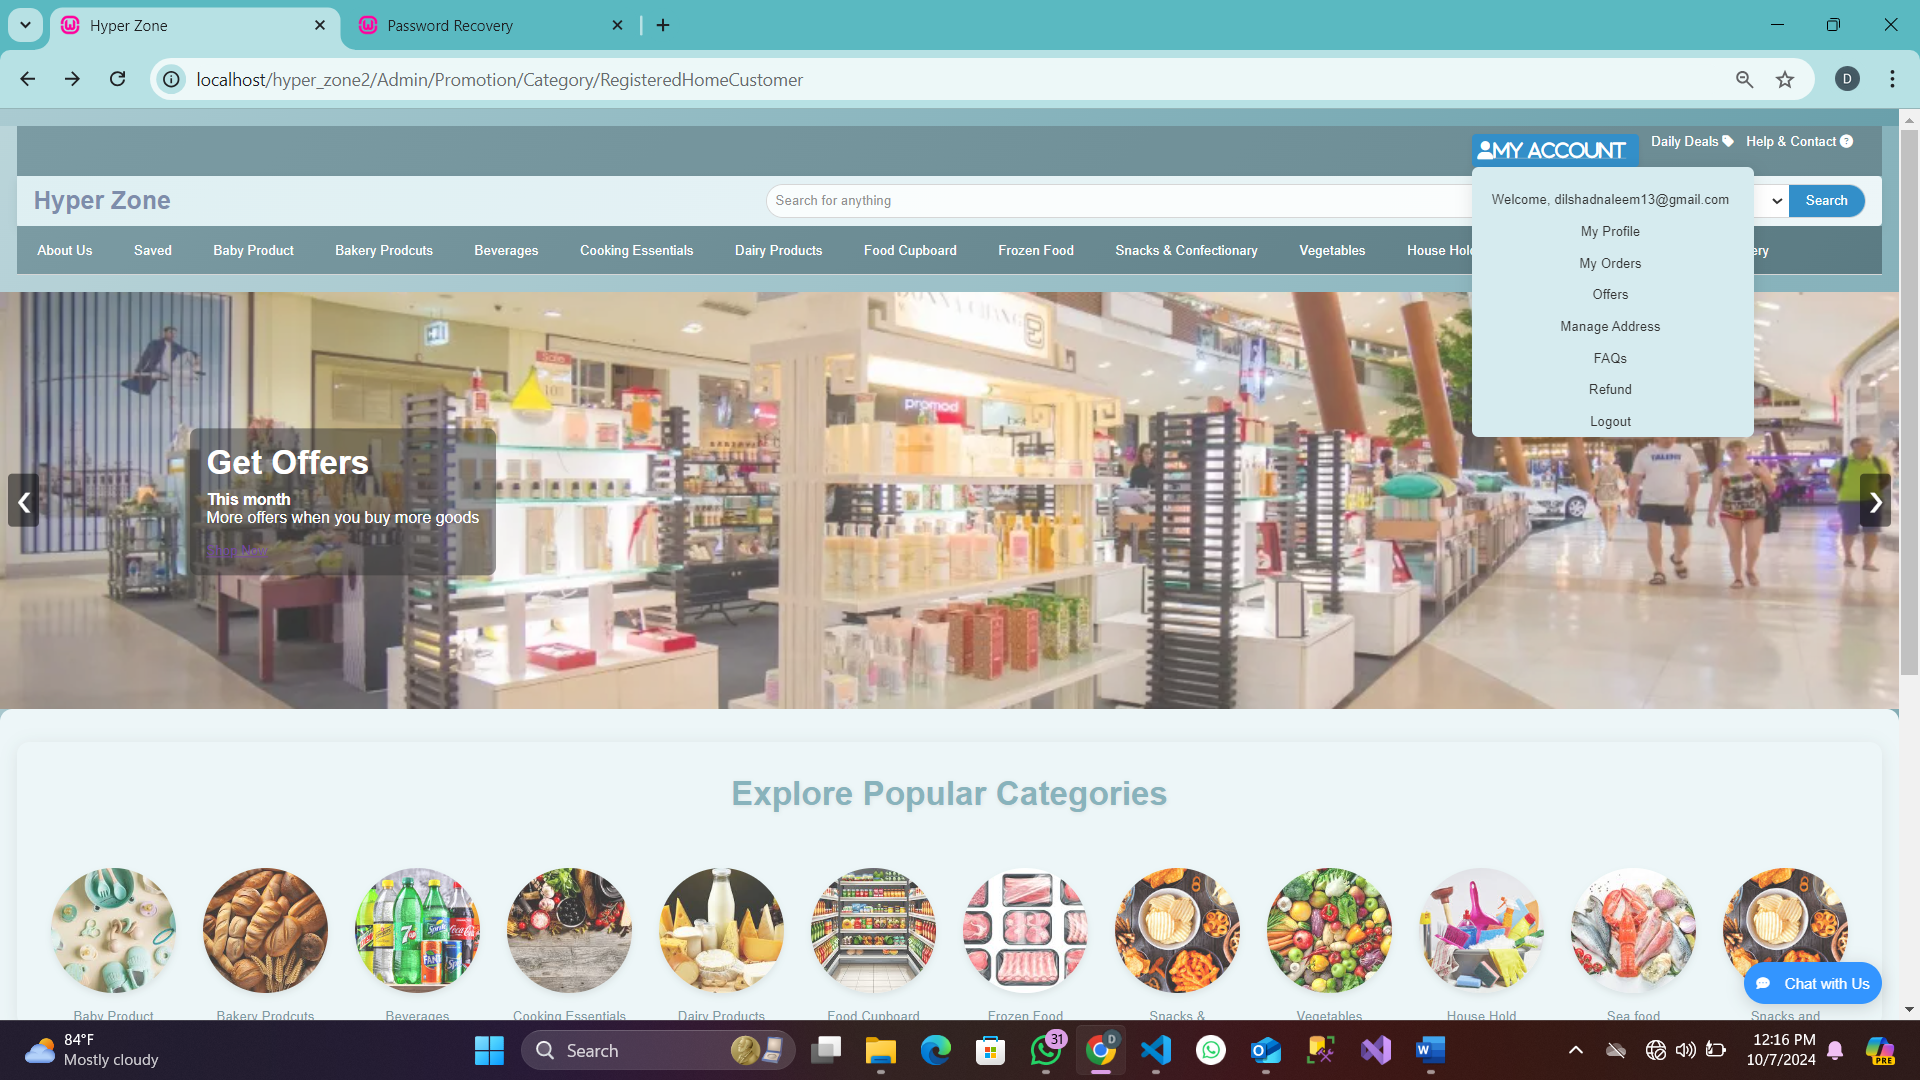 Hyper Zone
Password Recovery
localhost/hyper_zone2/Admin/Promotion/Category/RegisteredHomeCustomer
D
MY ACCOUNT
Daily Deals
Help & Contact
Hyper Zone
Search for anything
Search
Welcome, dilshadnaleem13@gmail.com
My Profile
My Orders
Offers
Manage Address
FAQs
Refund
Logout
About Us
Saved
Baby Product
Bakery Prodcuts
Beverages
Cooking Essentials
Dairy Products
Food Cupboard
Frozen Food
Snacks & Confectionary
Vegetables
House Hol
ery
Sale
promod
Get Offers
This month
More offers when you buy more goods
Shop Now
Explore Popular Categories
Baby Product
Bakery Prodcuts
Beverages
Cooking Essentials
Dairy Products
Food Cupboard
Frozen Food
Snacks &
Vegetables
House Hold
Sea food
Snacks and
Chat with Us
84°F
Mostly cloudy
Search
31
D
PRE
12:16 PM
10/7/2024